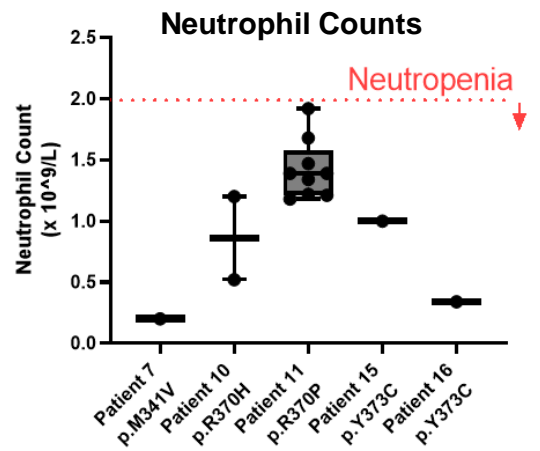 Neutrophil Counts
Neutropenia
Neutrophil Count
(x 10^9/L)
2.5
2.0
1.5
1.0
0.5
0.0
Patient 7
p.M341V
Patient 10
p.R370H
Patient 11
p.R370P
Patient 15
p.Y373C
Patient 16
p.Y373C